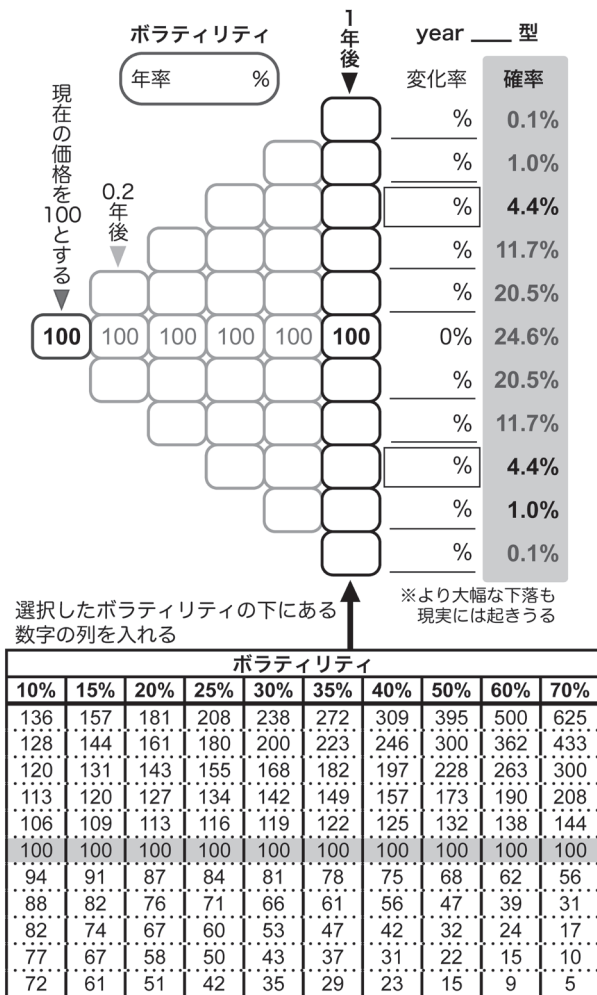 ボラティリティ
年率 %
1年後
year ____ 型
変化率 確率
現在の価格を100とする
0.2年後
% 0.1%
% 1.0%
% 4.4%
% 11.7%
% 20.5%
100 100 100 100 100 100 0% 24.6%
% 20.5%
% 11.7%
% 4.4%
% 1.0%
% 0.1%
※より大幅な下落も
現実には起きうる
選択したボラティリティの下にある
数字の列を入れる
ボラティリティ
10% 15% 20% 25% 30% 35% 40% 50% 60% 70%
136 157 181 208 238 272 309 395 500 625
128 144 161 180 200 223 246 300 362 433
120 131 143 155 168 182 197 228 263 300
113 120 127 134 142 149 157 173 190 208
106 109 113 116 119 122 125 132 138 144
100 100 100 100 100 100 100 100 100 100
94 91 87 84 81 78 75 68 62 56
88 82 76 71 66 61 56 47 39 31
82 74 67 60 53 47 42 32 24 17
77 67 58 50 43 37 31 22 15 10
72 61 51 42 35 29 23 15 9 5